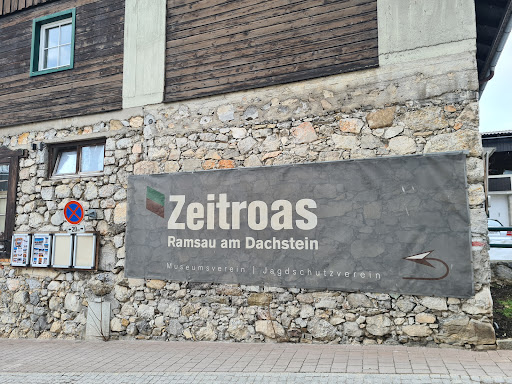 Zeitroas
Ramsau am Dachstein
Museumsverein | Jagdschutzverein